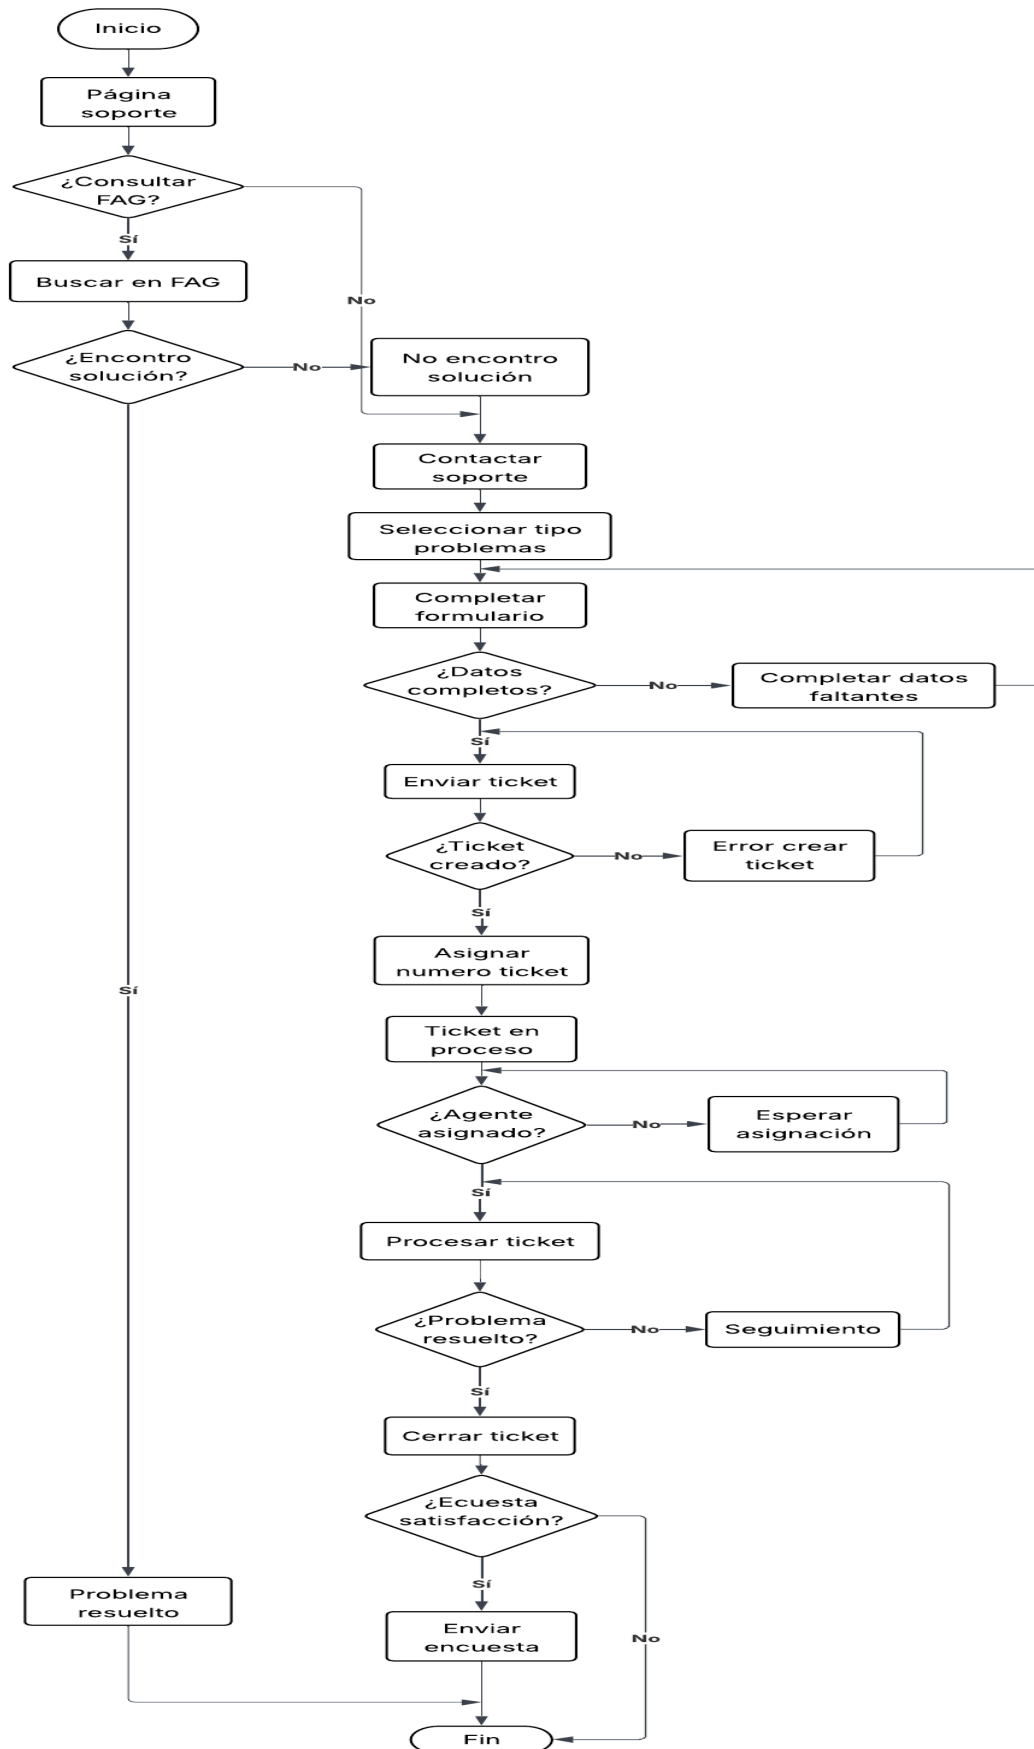 Inicio
Página
soporte
¿Consultar
FAG?
Sí
Buscar en FAG
No
¿Encontro
solución?
No
No encontro
solución
Contactar
soporte
Seleccionar tipo
problemas
Completar
formulario
¿Datos
completos?
No
Completar datos
faltantes
Sí
Enviar ticket
¿Ticket
creado?
No
Error crear
ticket
Sí
Asignar
numero ticket
Sí
Ticket en
proceso
¿Agente
asignado?
No
Esperar
asignación
Sí
Procesar ticket
¿Problema
resuelto?
No
Seguimiento
Sí
Cerrar ticket
¿Ecuesta
satisfacción?
Sí
Problema
resuelto
Enviar
encuesta
No
Fin